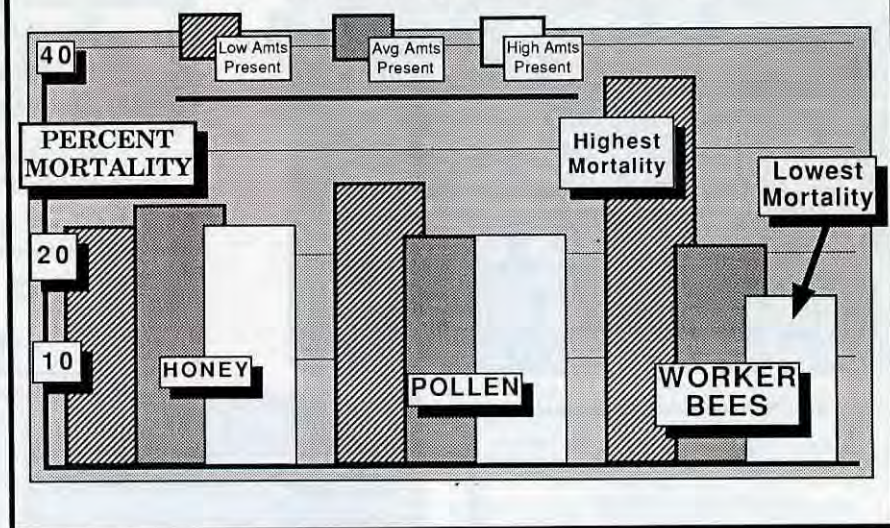 40
Low Amts
Present
Avg Amts
Present
High Amts
Present
PERCENT
MORTALITY
Highest
Mortality
Lowest
Mortality
20
10
HONEY
POLLEN
WORKER
BEES